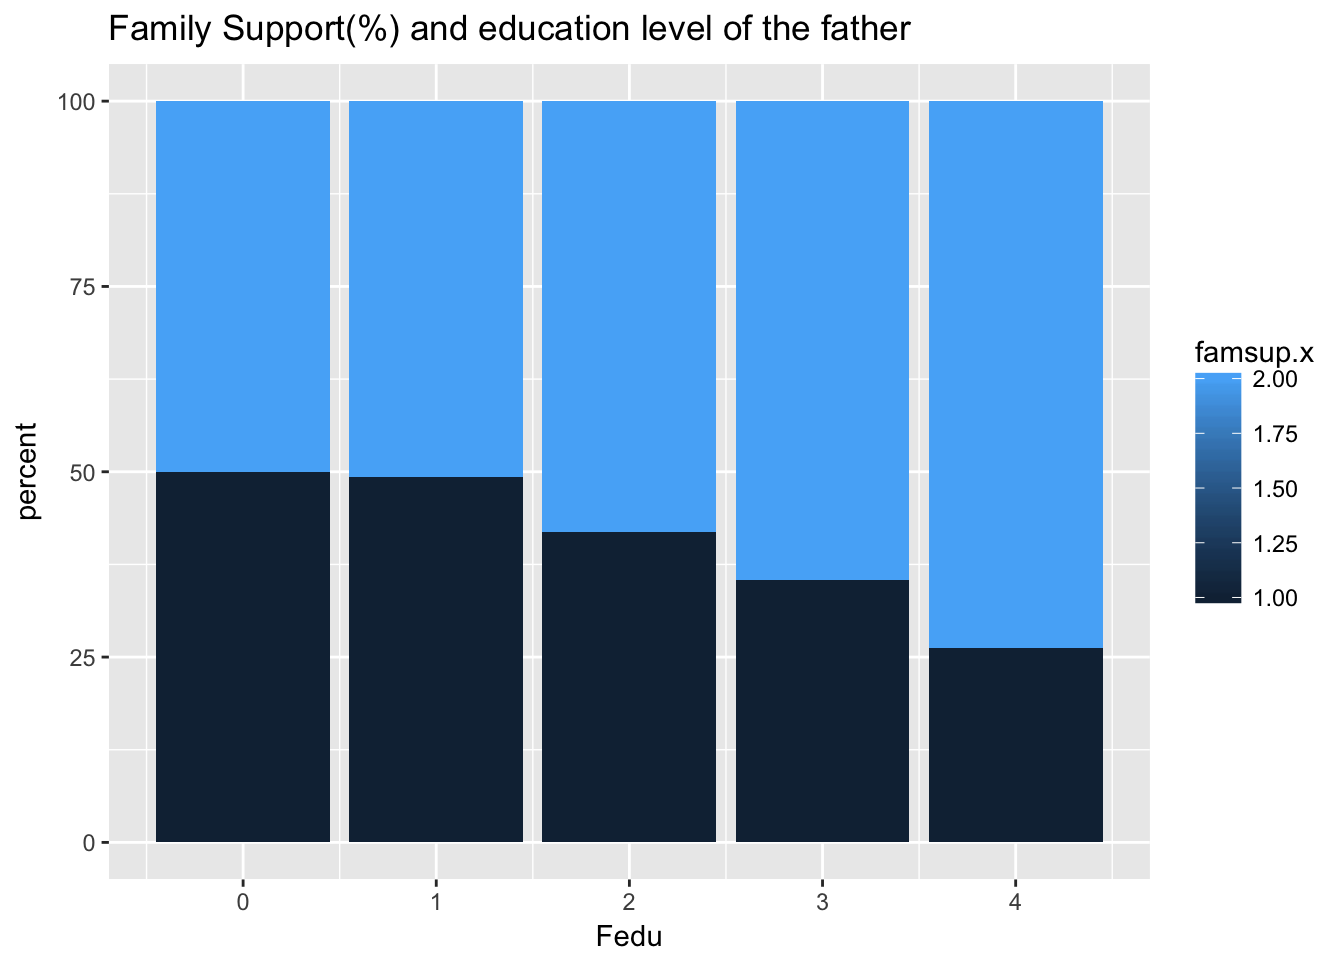 Family Support(%) and education level of the father
100
75
50
25
0
percent
0 1 2 3 4
Fedu
famsup.x
2.00
1.75
1.50
1.25
1.00